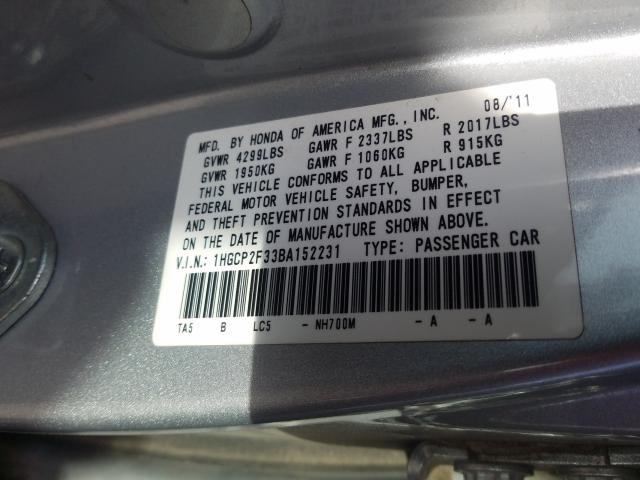 MFD. BY HONDA OF AMERICA MFG., INC. 08/'11
GVWR 4299LBS GAWR F 2337LBS R 2017LBS
GVWR 1950KG GAWR F 1060KG R 915KG
THIS VEHICLE CONFORMS TO ALL APPLICABLE
FEDERAL MOTOR VEHICLE SAFETY, BUMPER,
AND THEFT PREVENTION STANDARDS IN EFFECT
ON THE DATE OF MANUFACTURE SHOWN ABOVE.
V.I.N.: 1HGCP2F33BA152231 TYPE: PASSENGER CAR
TA5 B LC5 - NH700M - A - A